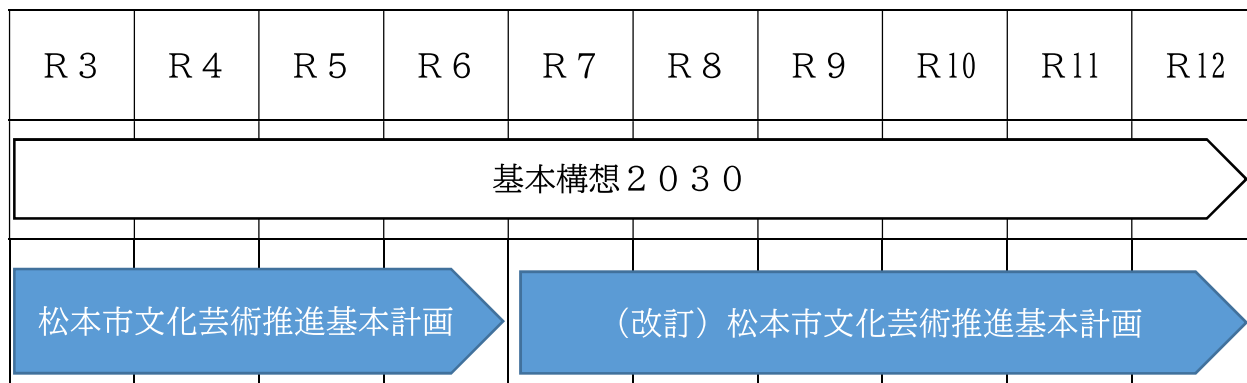 Ｒ３ Ｒ４ Ｒ５ Ｒ６ Ｒ７ Ｒ８ Ｒ９ Ｒ10 Ｒ11 Ｒ12
基本構想２０３０
松本市文化芸術推進基本計画 （改訂）松本市文化芸術推進基本計画